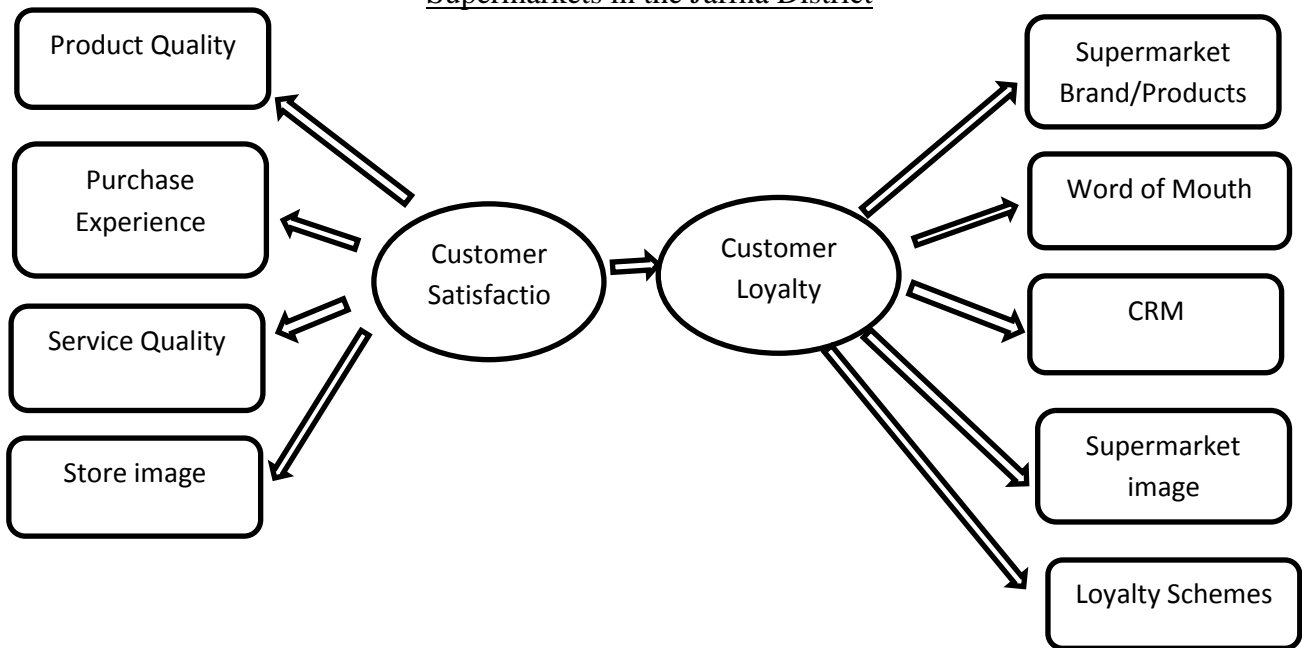 Supermarkets in the Jaffna District
Product Quality
Purchase
Experience
Service Quality
Store image
Customer
Satisfactio
Customer
Loyalty
Supermarket
Brand/Products
Word of Mouth
CRM
Supermarket
image
Loyalty Schemes